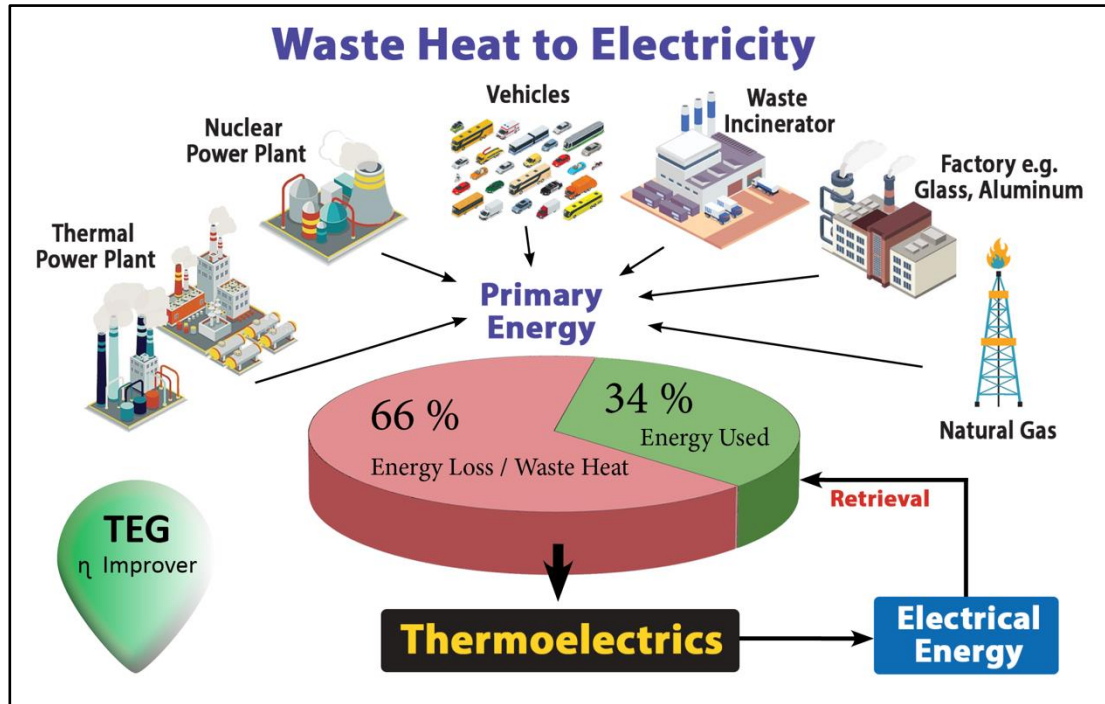 Waste Heat to Electricity
Vehicles
Waste
Incinerator
Nuclear
Power Plant
Factory e.g.
Glass, Aluminum
Thermal
Power Plant
Primary
Energy
Natural Gas
66 %
Energy Loss / Waste Heat
34 %
Energy Used
Retrieval
TEG
η Improver
Thermoelectrics
Electrical
Energy